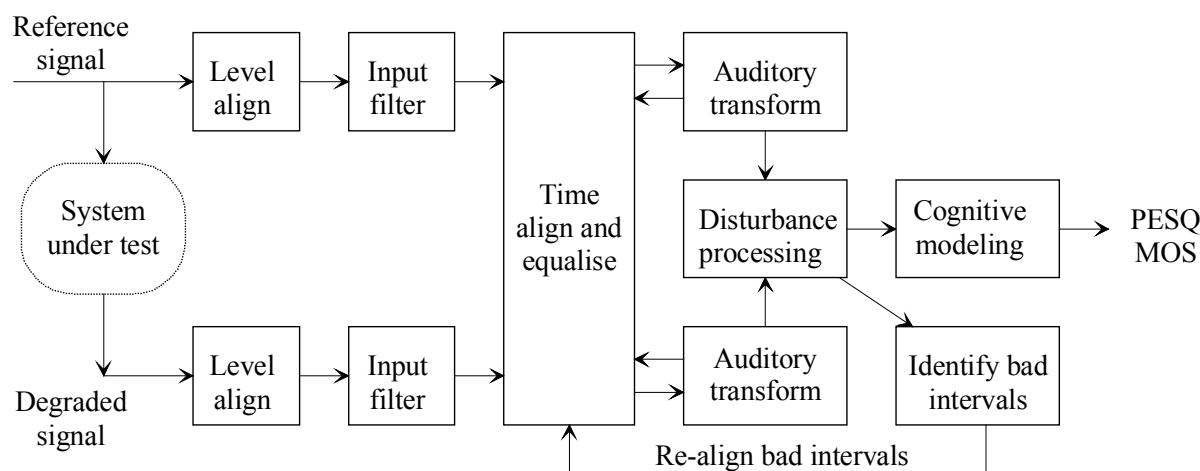 Reference
signal
Level
align
Input
filter
Auditory
transform
System
under test
Time
align and
equalise
Disturbance
processing
Cognitive
modeling
PESQ
MOS
Degraded
signal
Level
align
Input
filter
Auditory
transform
Identify bad
intervals
Re-align bad intervals